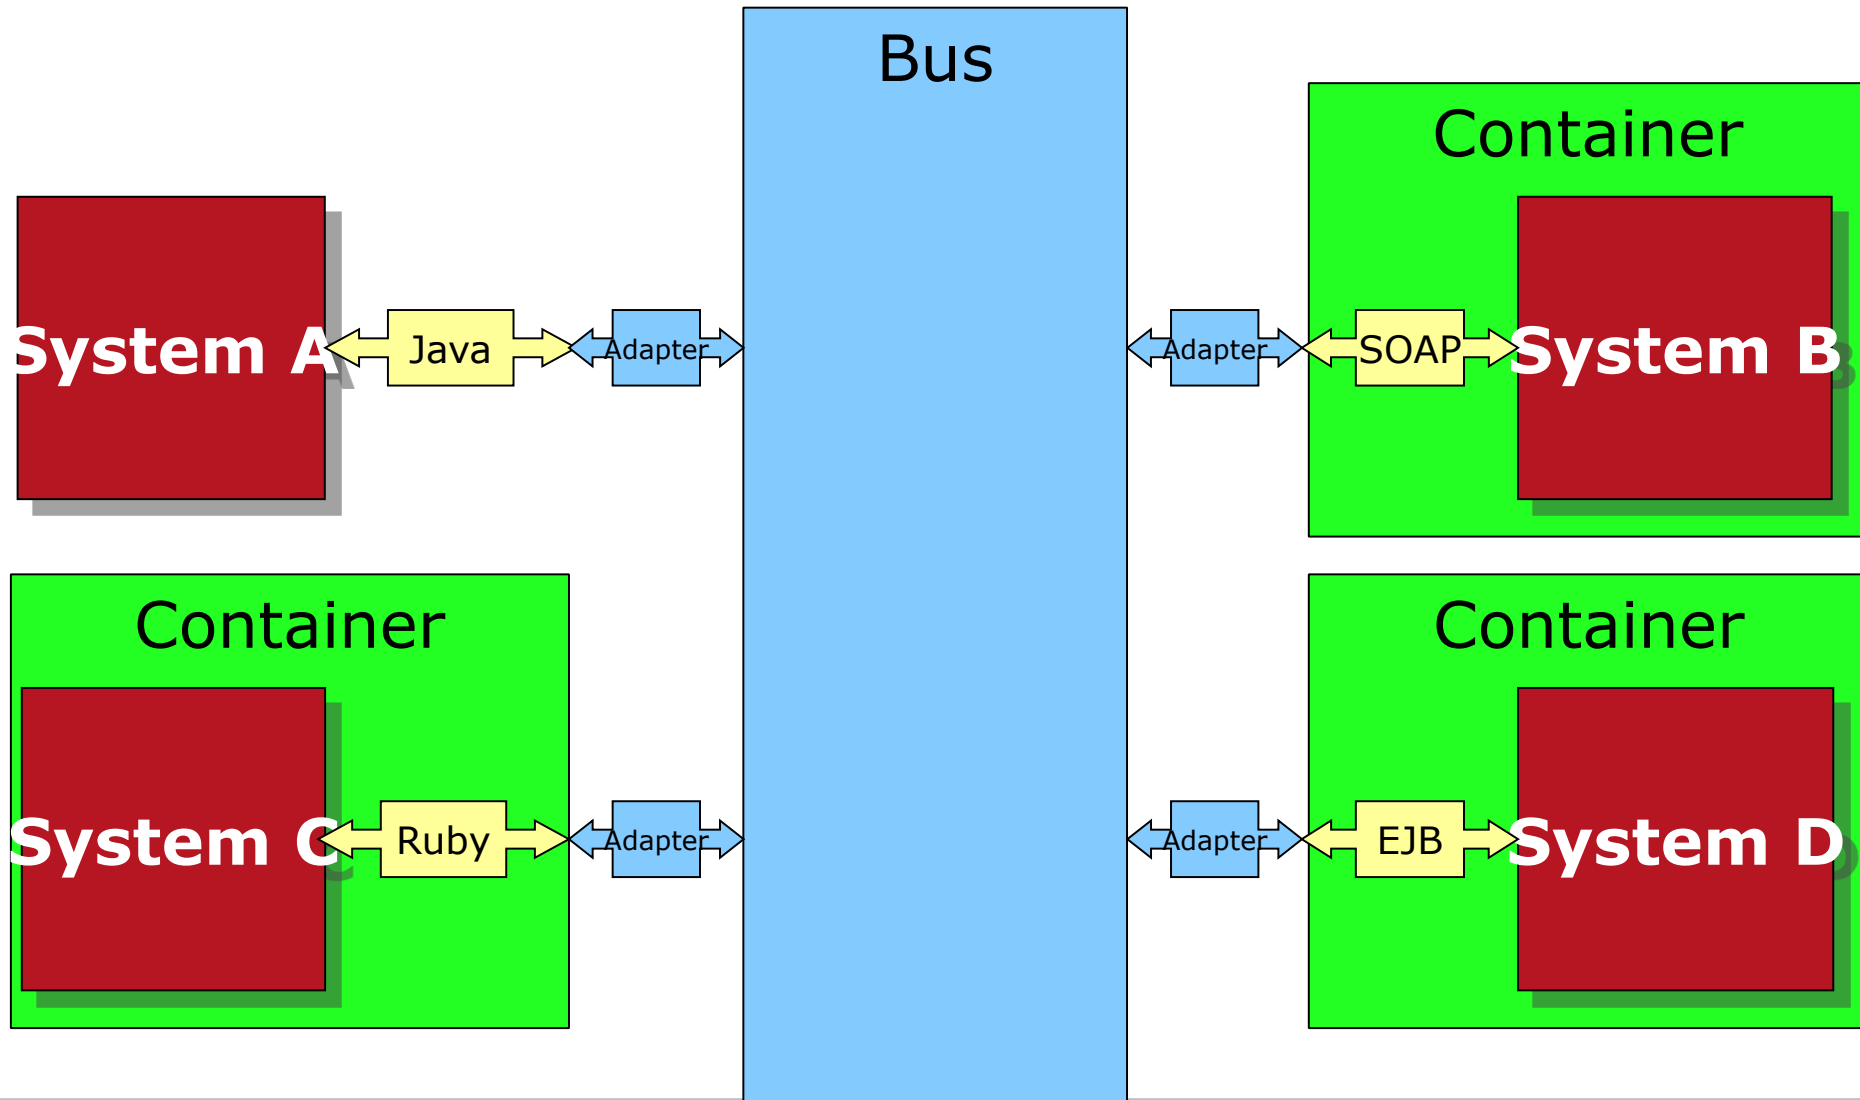 Bus
Container
System A
Java
Adapter
Adapter
SOAP
System B
Container
Container
System C
Ruby
Adapter
Adapter
EJB
System D